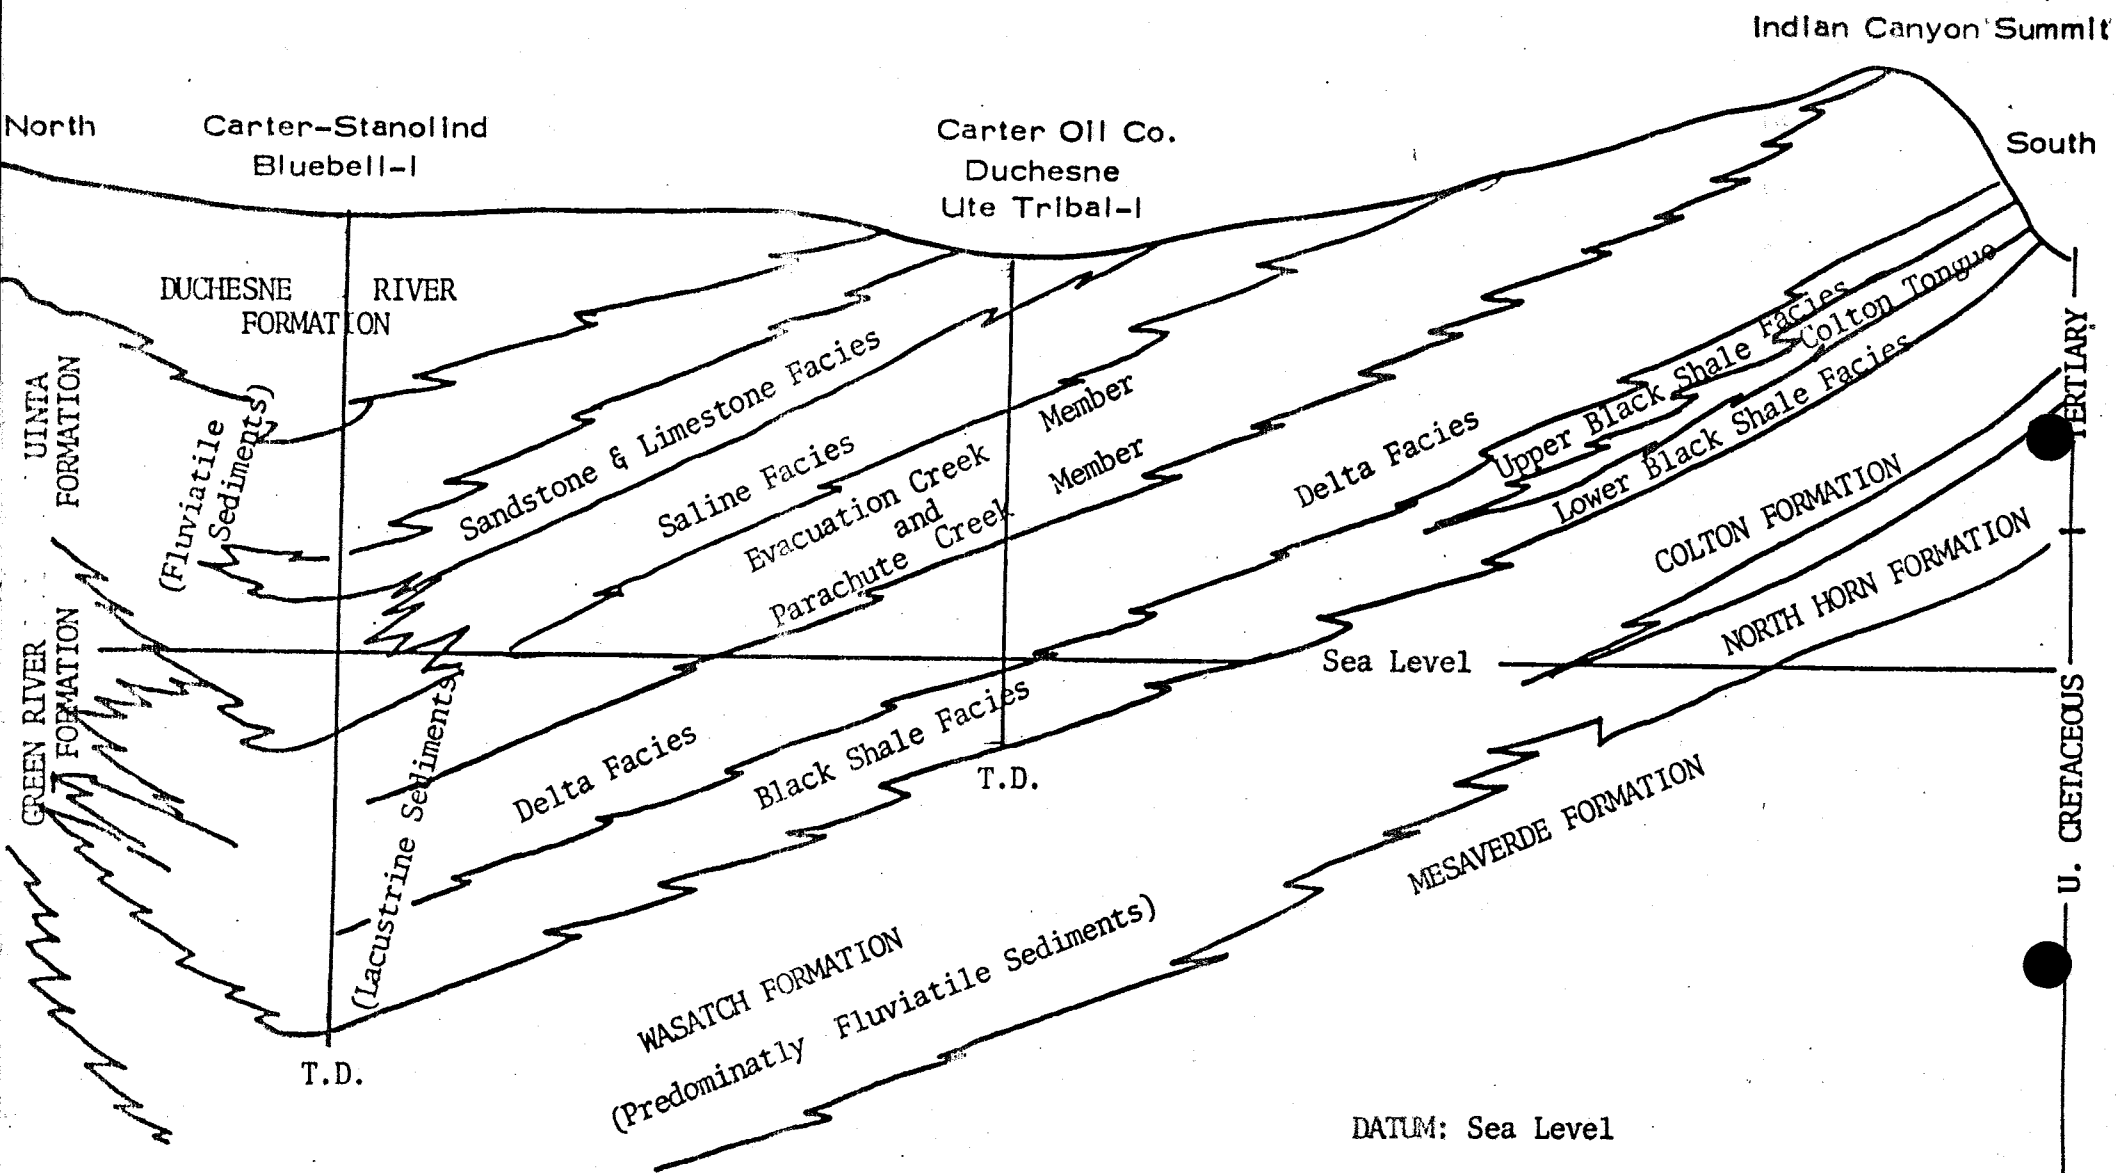 Indian Canyon Summit
North
Carter-Stanolind
Bluebell-1
Carter Oil Co.
Duchesne
Ute Tribal-1
South
DUCHESNE RIVER
FORMATION
UINTA
FORMATION
(Fluviatile
Sediments)
Sandstone & Limestone Facies
Saline Facies
Evacuation Creek Member
and
Parachute Creek Member
Delta Facies
Upper Black Shale Facies
Colton Tongue
Lower Black Shale Facies
COLTON FORMATION
NORTH HORN FORMATION
TERTIARY
GREEN RIVER
FORMATION
Sea Level
(Lacustrine Sediments)
Delta Facies
Black Shale Facies
T.D.
MESAVERDE FORMATION
U. CRETACEOUS
WASATCH FORMATION
(Predominatly Fluviatile Sediments)
T.D.
DATUM: Sea Level